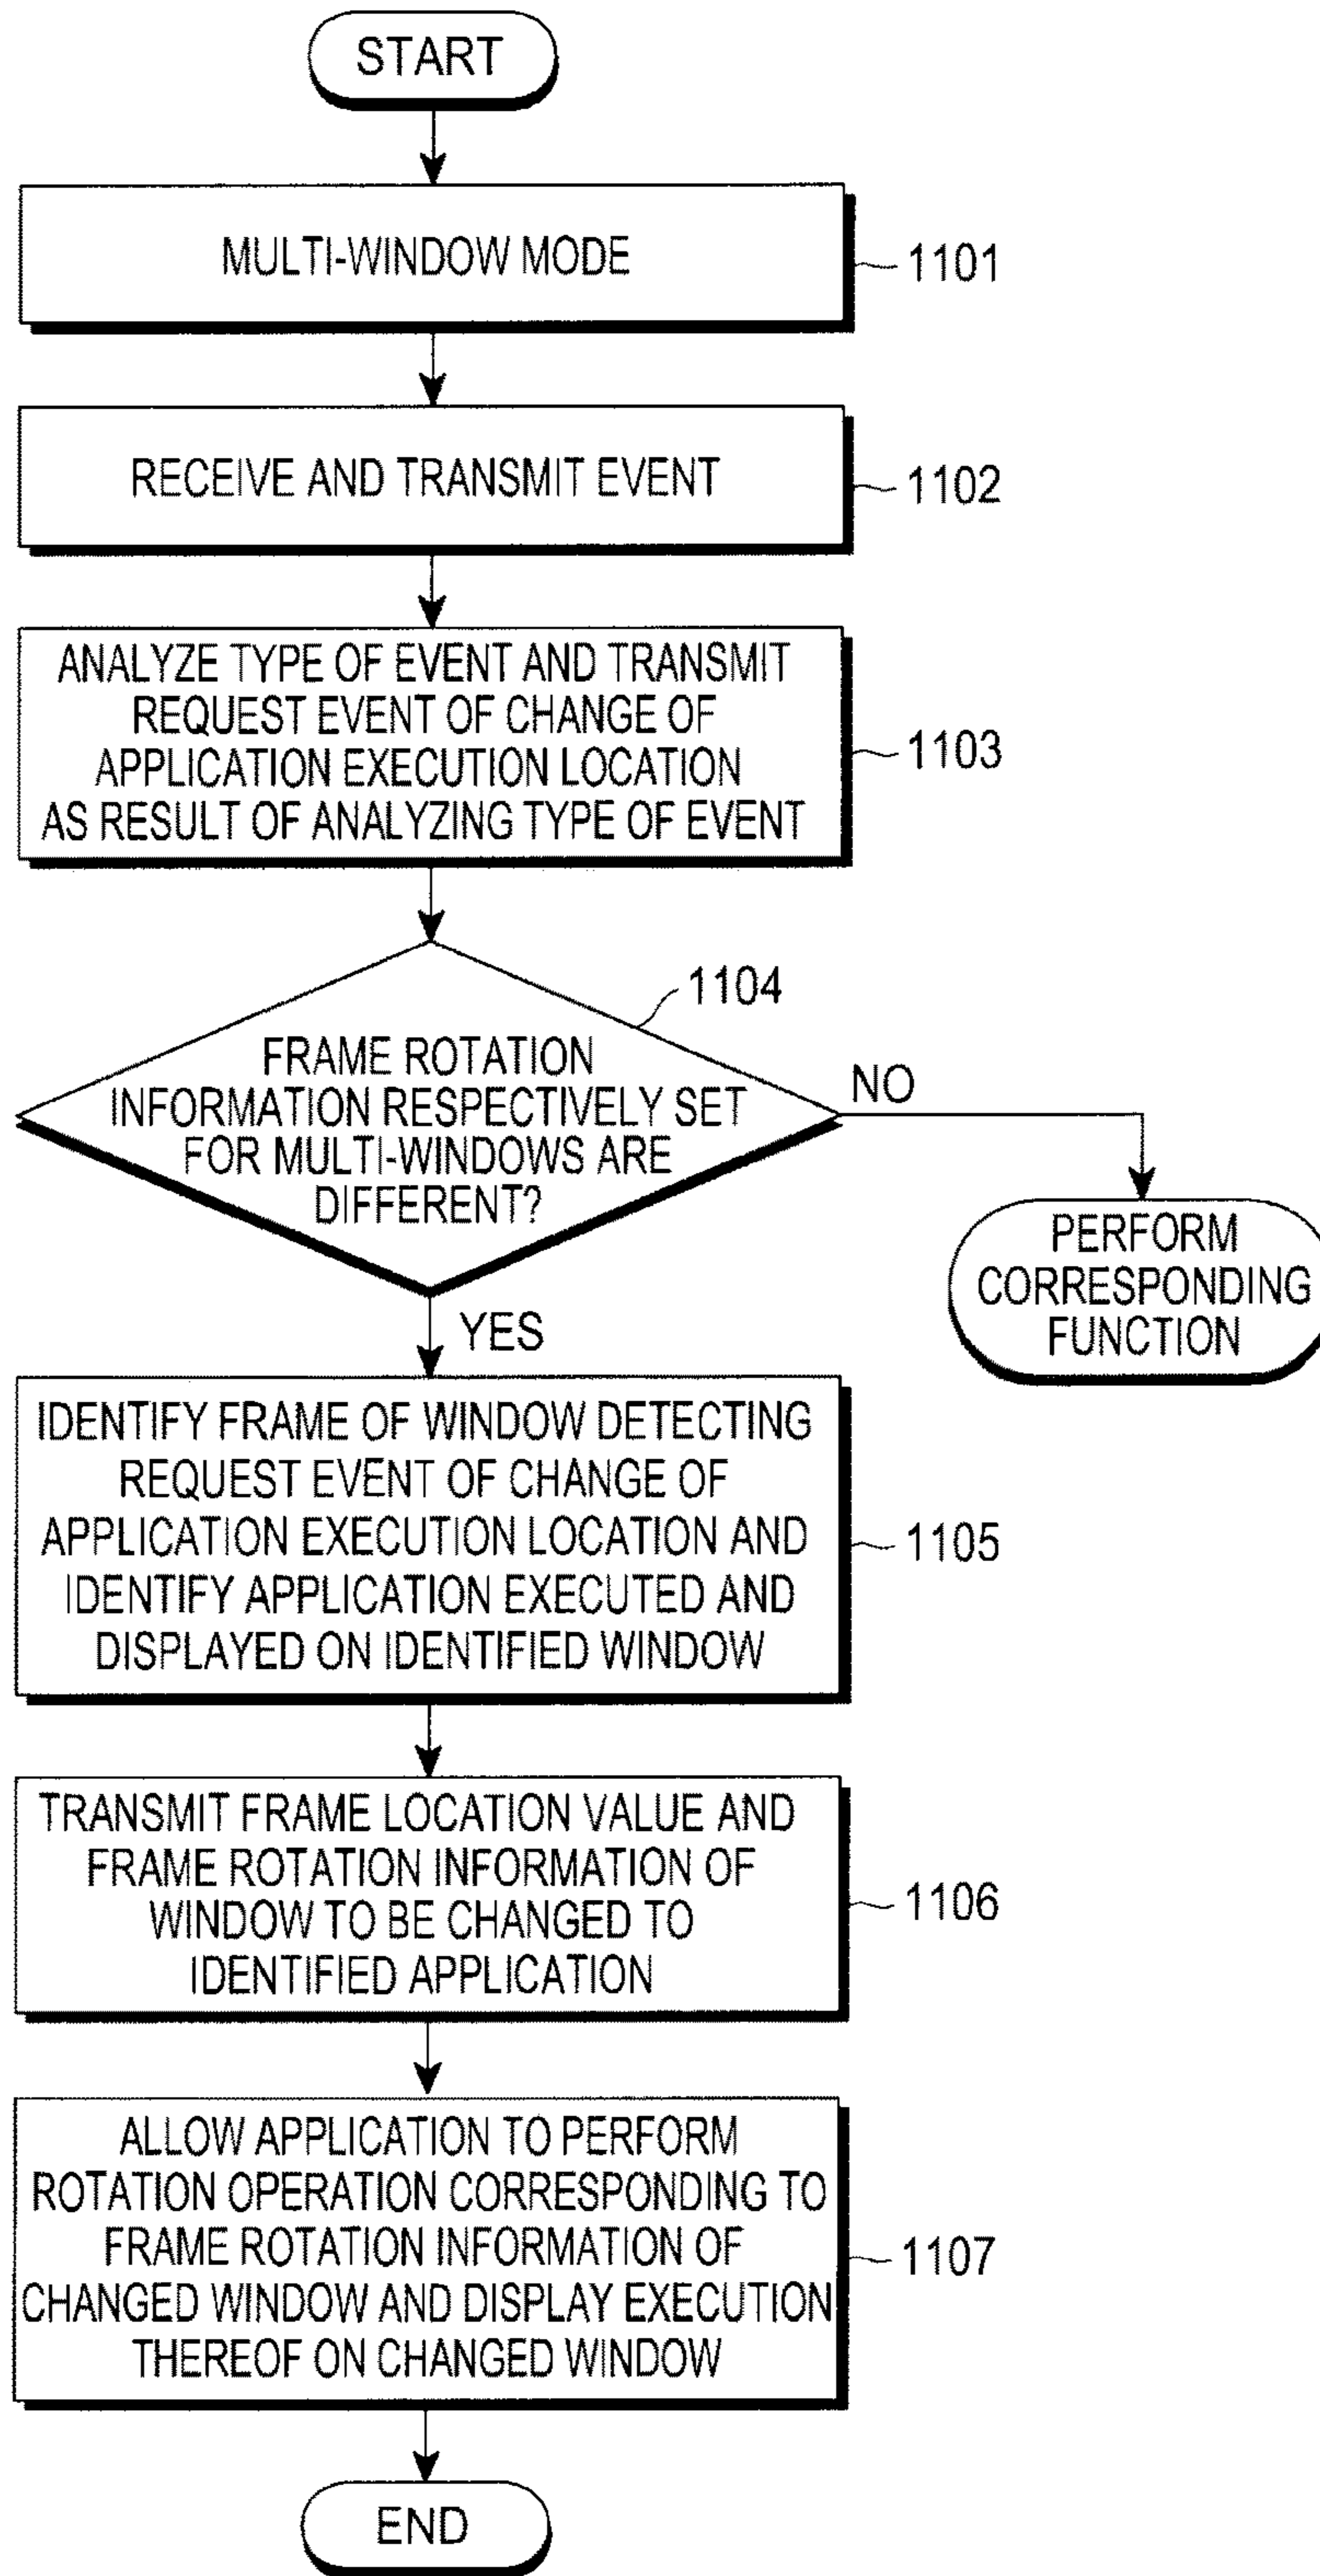 START
MULTI-WINDOW MODE
1101
RECEIVE AND TRANSMIT EVENT
1102
ANALYZE TYPE OF EVENT AND TRANSMIT
REQUEST EVENT OF CHANGE OF
APPLICATION EXECUTION LOCATION
AS RESULT OF ANALYZING TYPE OF EVENT
1103
1104
FRAME ROTATION
INFORMATION RESPECTIVELY SET
FOR MULTI-WINDOWS ARE
DIFFERENT?
NO
PERFORM
CORRESPONDING
FUNCTION
YES
IDENTIFY FRAME OF WINDOW DETECTING
REQUEST EVENT OF CHANGE OF
APPLICATION EXECUTION LOCATION AND
IDENTIFY APPLICATION EXECUTED AND
DISPLAYED ON IDENTIFIED WINDOW
1105
TRANSMIT FRAME LOCATION VALUE AND
FRAME ROTATION INFORMATION OF
WINDOW TO BE CHANGED TO
IDENTIFIED APPLICATION
1106
ALLOW APPLICATION TO PERFORM
ROTATION OPERATION CORRESPONDING TO
FRAME ROTATION INFORMATION OF
CHANGED WINDOW AND DISPLAY EXECUTION
THEREOF ON CHANGED WINDOW
1107
END